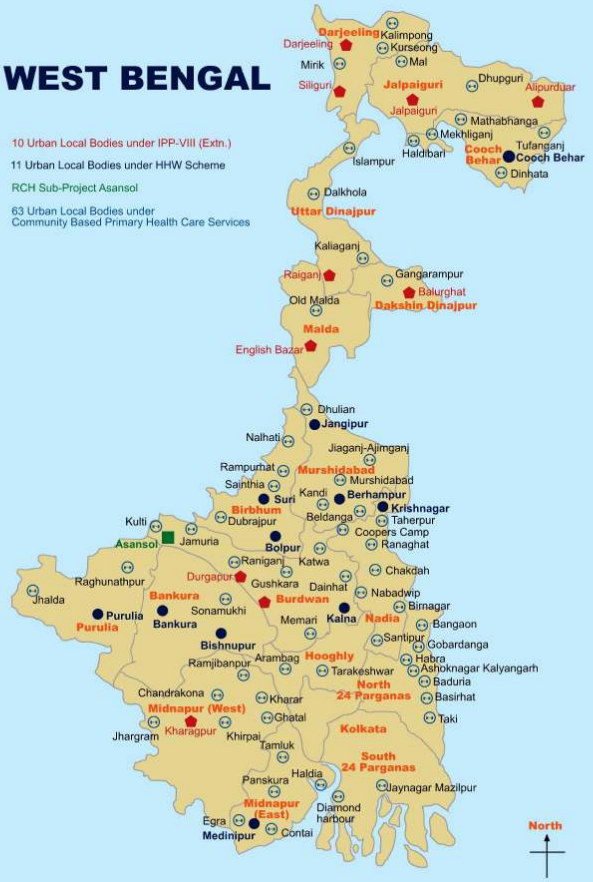 WEST BENGAL
10 Urban Local Bodies under IPP-VIII (Extn.)
11 Urban Local Bodies under HHW Scheme
RCH Sub-Project Asansol
63 Urban Local Bodies under
Community Based Primary Health Care Services
Darjeeling
Kalimpong
Darjeeling
Kurseong
Mirik
Mal
Siliguri
Jalpaiguri
Dhupguri
Alipurduar
Jalpaiguri
Mathabhanga
Mekhliganj
Haldibari
Tufanganj
Cooch
Behar
Cooch Behar
Islampur
Dinhata
Dalkhola
Uttar Dinajpur
Kaliaganj
Raiganj
Gangarampur
Balurghat
Old Malda
Dakshin Dinajpur
Malda
English Bazar
Dhulian
Jangipur
Nalhati
Jiaganj-Ajimganj
Rampurhat
Murshidabad
Sainthia
Murshidabad
Suri
Kandi
Berhampur
Birbhum
Krishnagar
Beldanga
Kulti
Dubrajpur
Taherpur
Asansol
Jamuria
Coopers Camp
Bolpur
Ranaghat
Raniganj
Katwa
Raghunathpur
Durgapur
Gushkara
Chakdah
Dainhat
Jhalda
Bankura
Nabadwip
Sonamukhi
Burdwan
Birnagar
Purulia
Bankura
Kalna
Purulia
Memari
Nadia
Bangaon
Bishnupur
Santipur
Gobardanga
Ramjibanpur
Arambag
Hooghly
Habra
Tarakeshwar
Ashoknagar Kalyangarh
Baduria
North
24 Parganas
Chandrakona
Kharar
Basirhat
Midnapur (West)
Ghatal
Taki
Jhargram
Kharagpur
Khirpai
Kolkata
Tamluk
South
24 Parganas
Panskura
Haldia
Jaynagar Mazilpur
Midnapur
(East)
Diamond
harbour
Egra
Medinipur
Contai
North